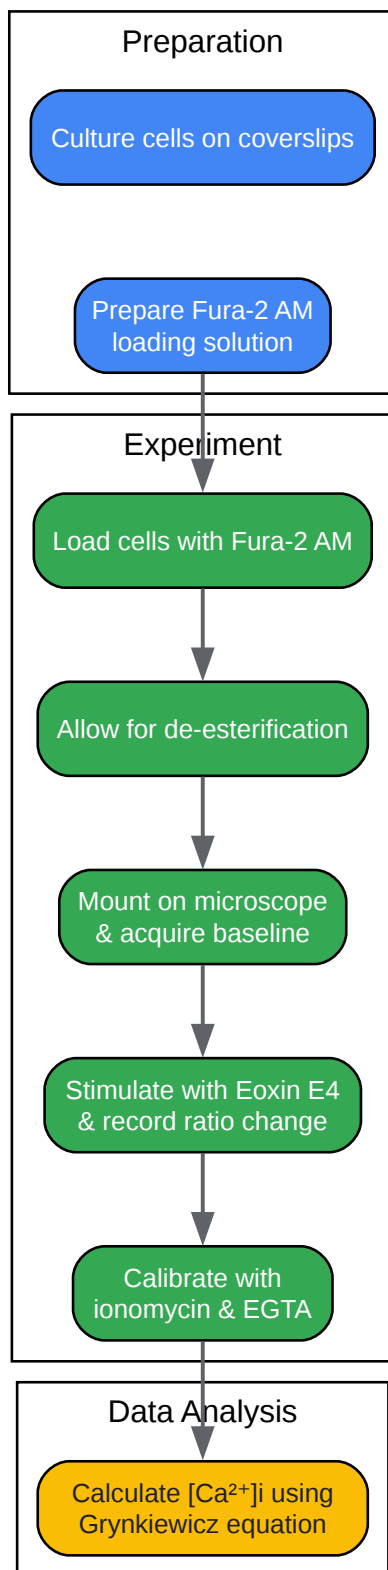 Preparation
Culture cells on coverslips
Prepare Fura-2 AM
loading solution
Experiment
Load cells with Fura-2 AM
Allow for de-esterification
Mount on microscope
& acquire baseline
Stimulate with Eoxin E4
& record ratio change
Calibrate with
ionomycin & EGTA
Data Analysis
Calculate [Ca²⁺]i using
Grynkiewicz equation